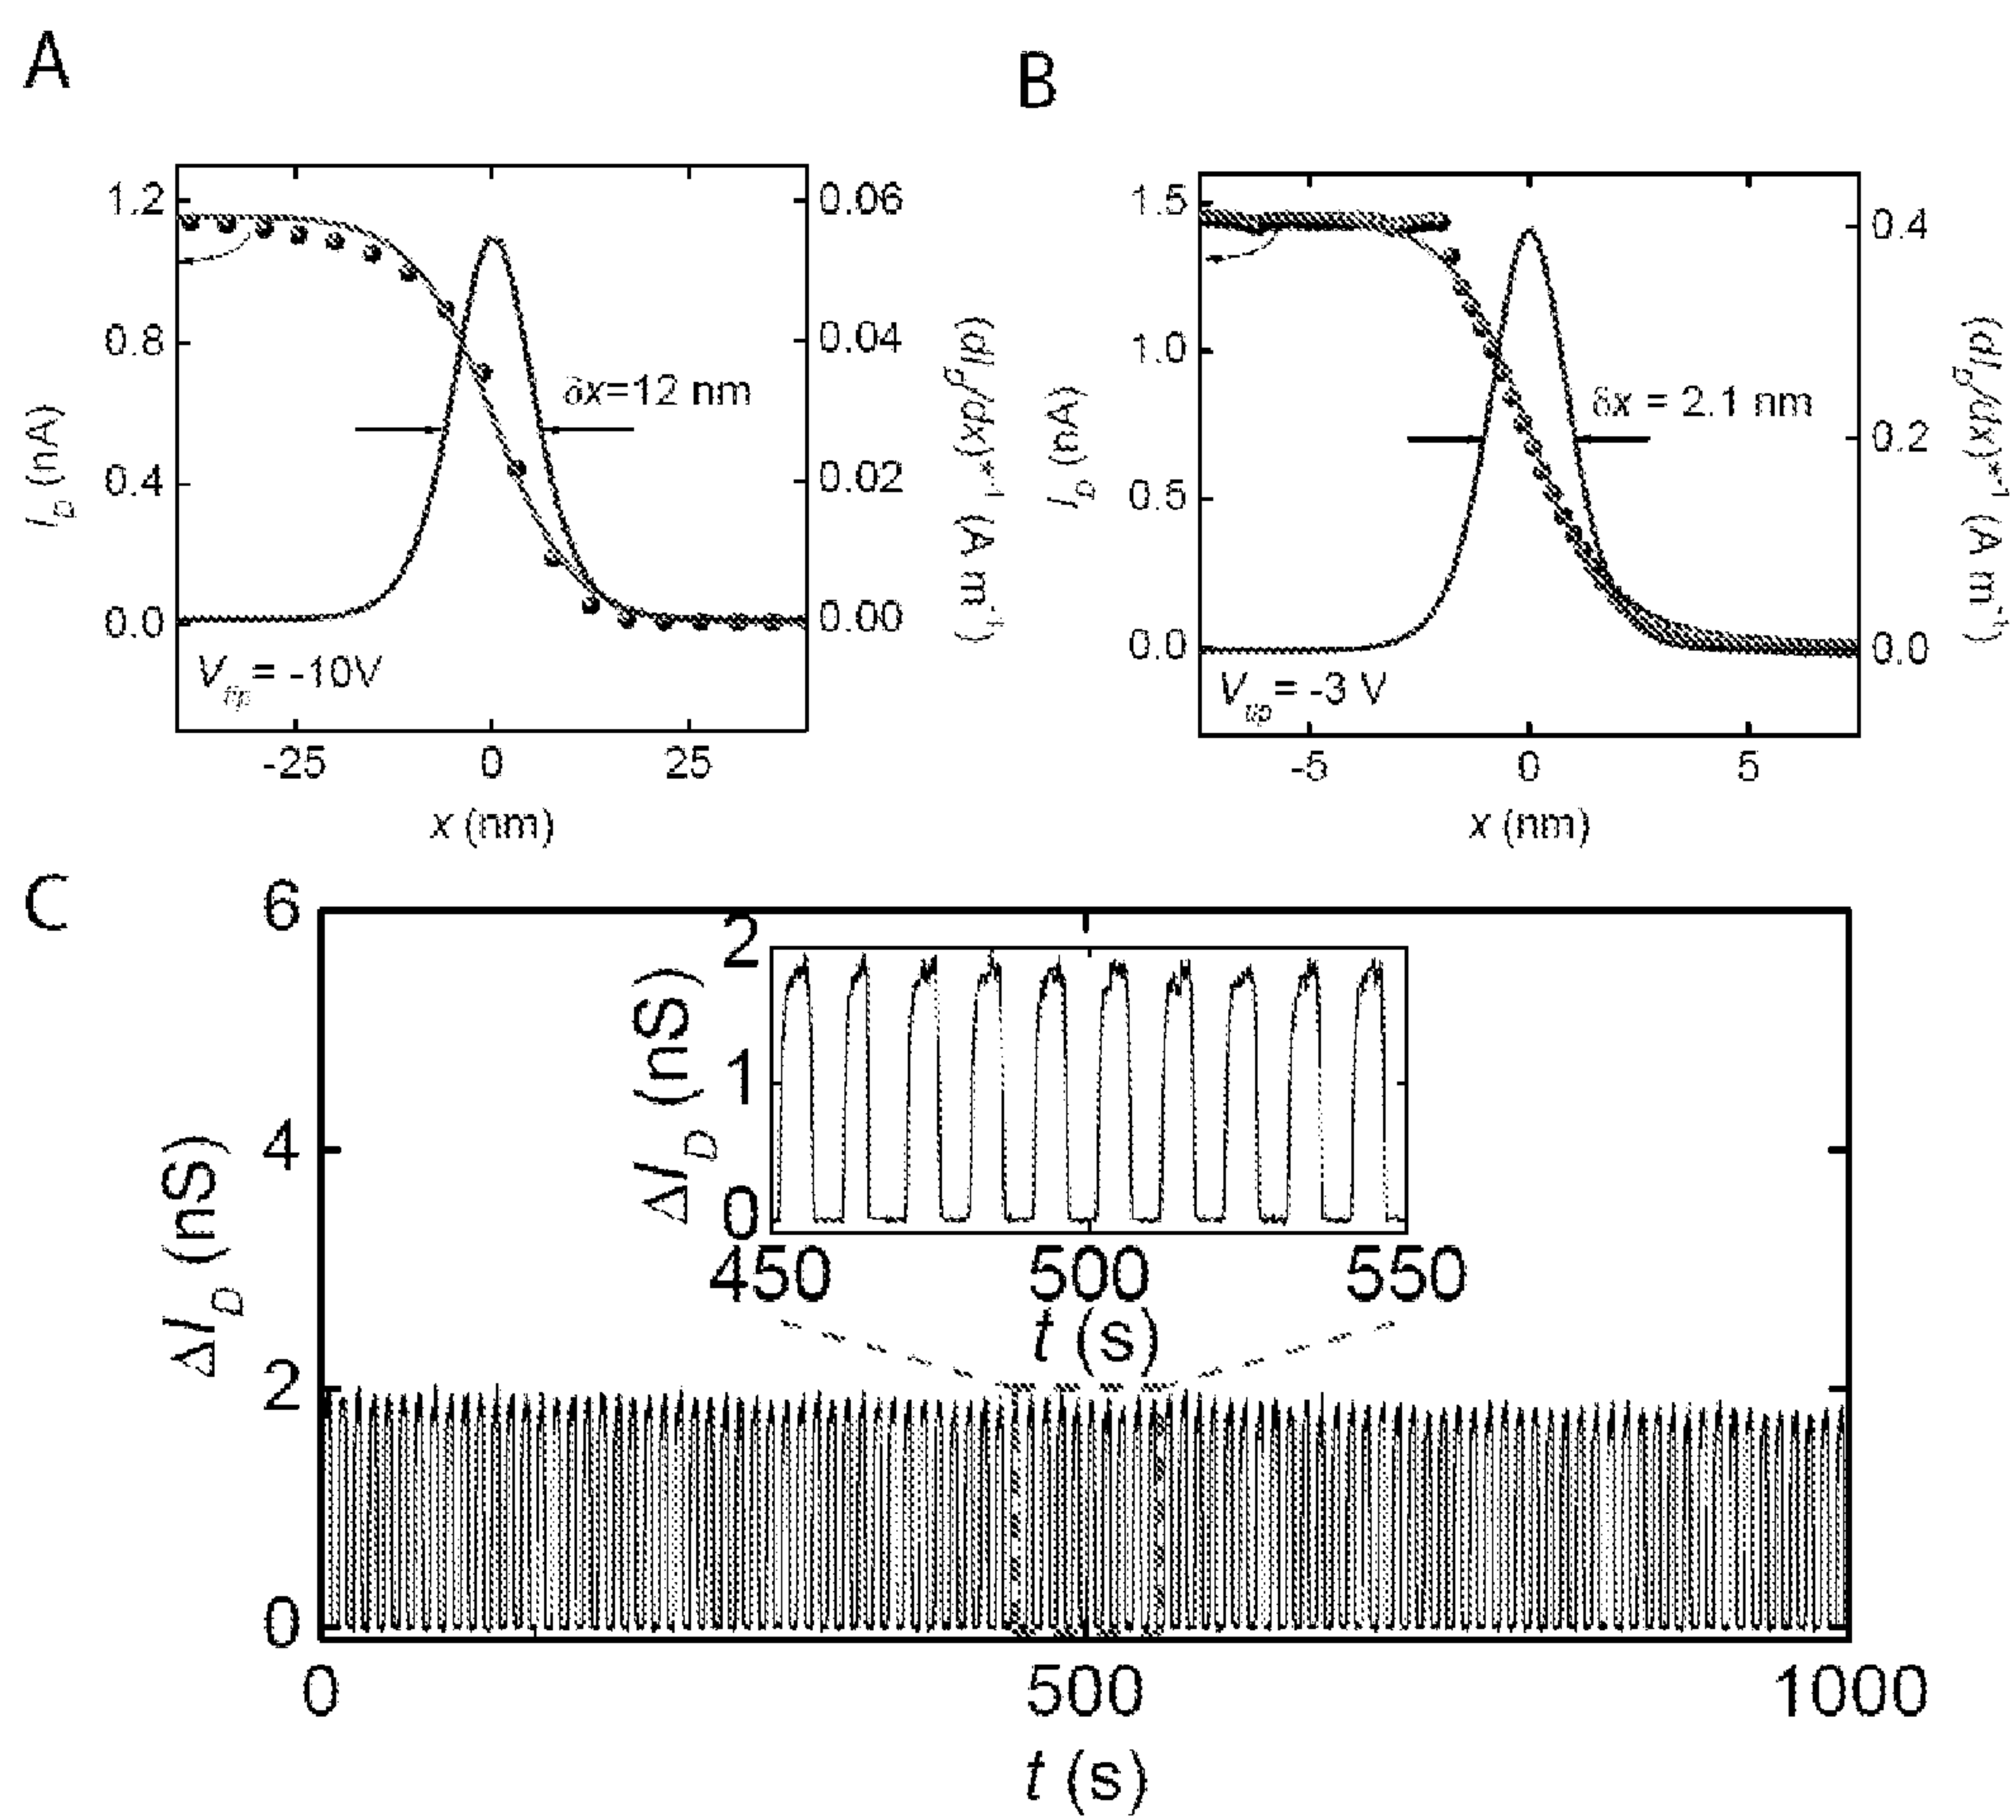 A
1.2
0.8
0.4
0.0
I_D (nA)
0.06
0.04
0.02
0.00
(dI_g/dx)*⁻¹ (A m⁻¹)
δx=12 nm
V_tip = -10V
-25 0 25
x (nm)
B
1.5
1.0
0.5
0.0
I_D (nA)
0.4
0.2
0.0
(dI_g/dx)*⁻¹ (A m⁻¹)
δx = 2.1 nm
V_tip = -3 V
-5 0 5
x (nm)
C
6
4
2
0
ΔI_D (nS)
2
1
0
ΔI_D (nS)
450 500 550
t (s)
0 500 1000
t (s)